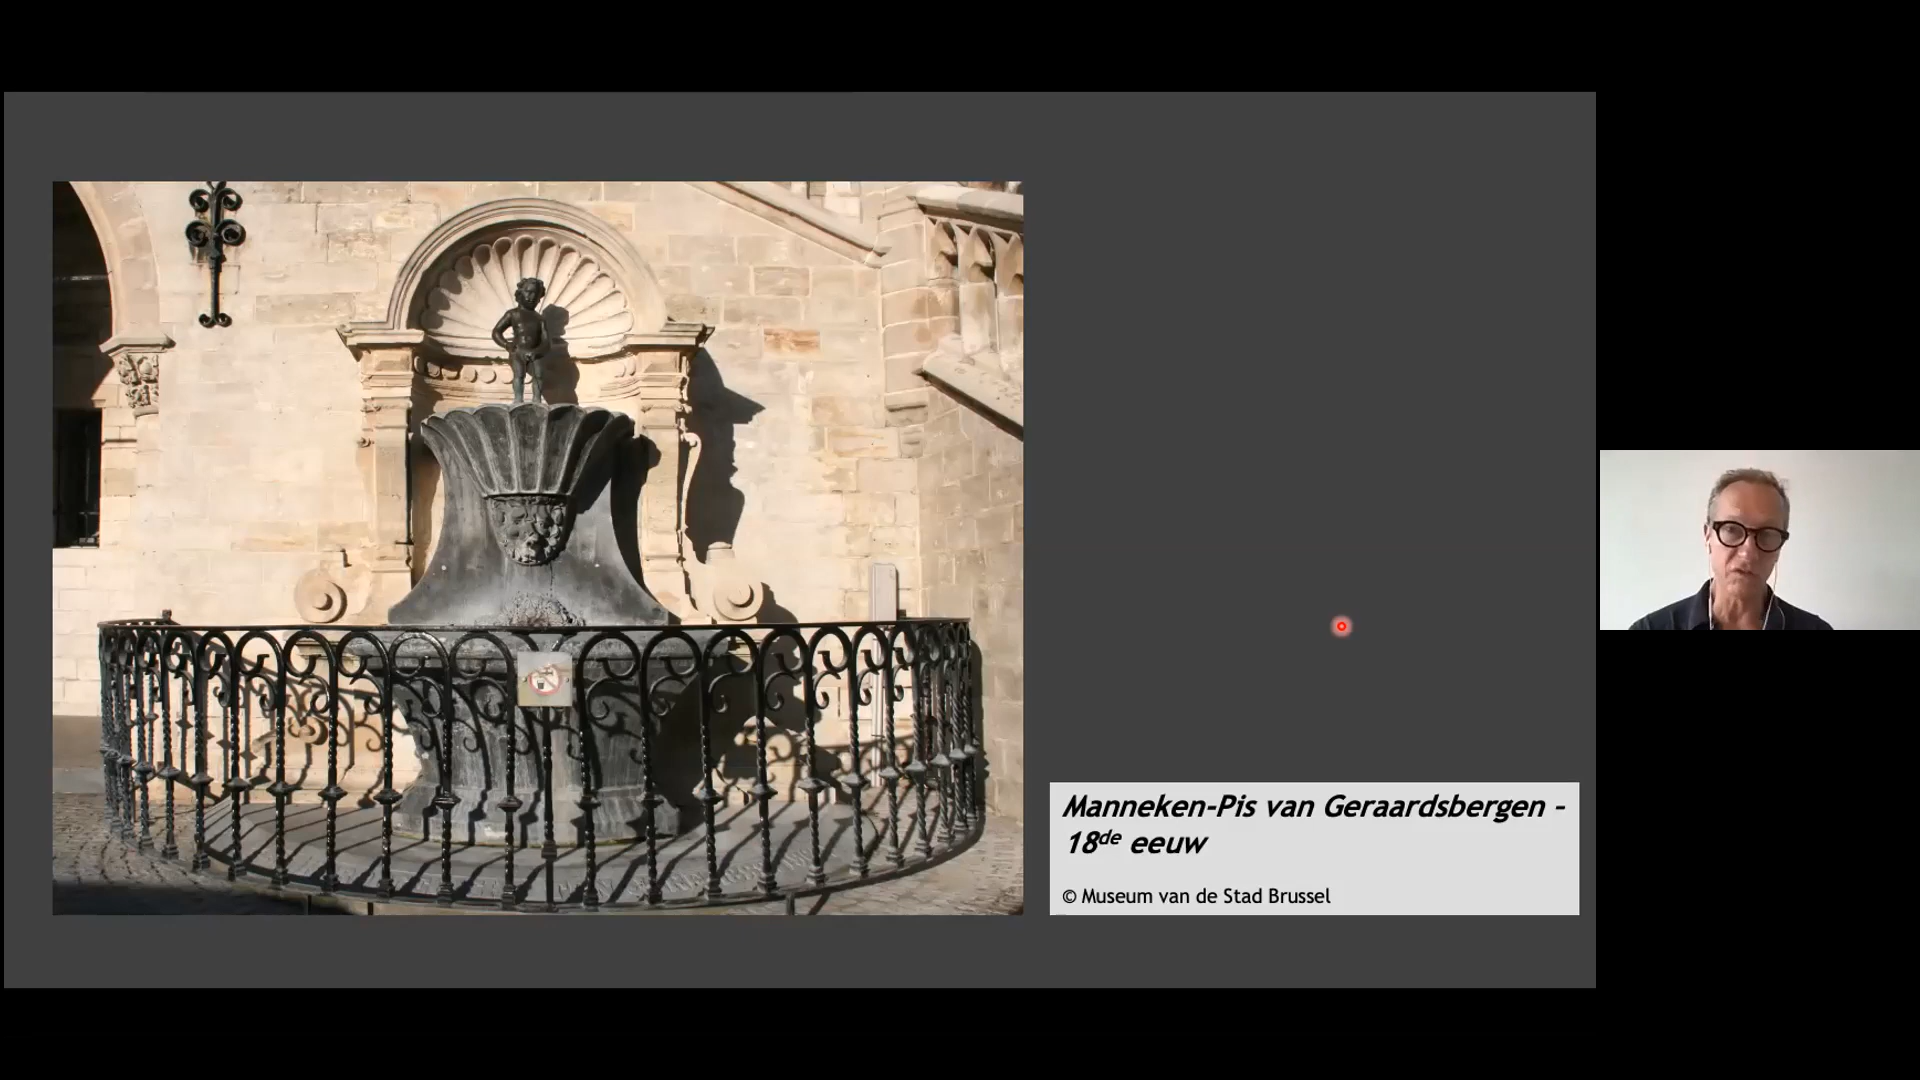 Manneken-Pis van Geraardsbergen -
18de eeuw
© Museum van de Stad Brussel